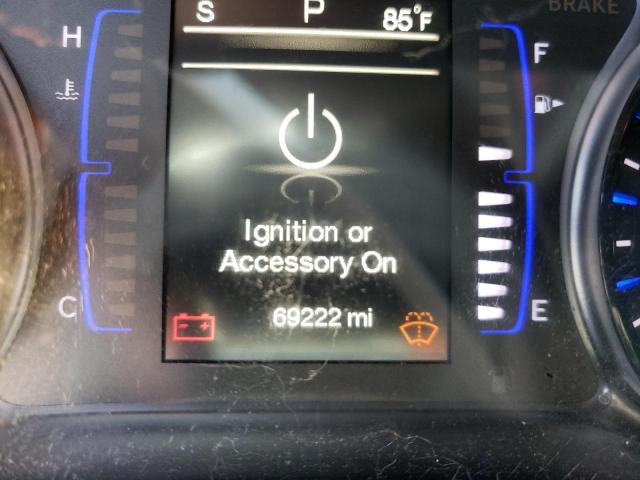 BRAKE
S P 85°F
H
F
Ignition or
Accessory On
C
69222 mi
E